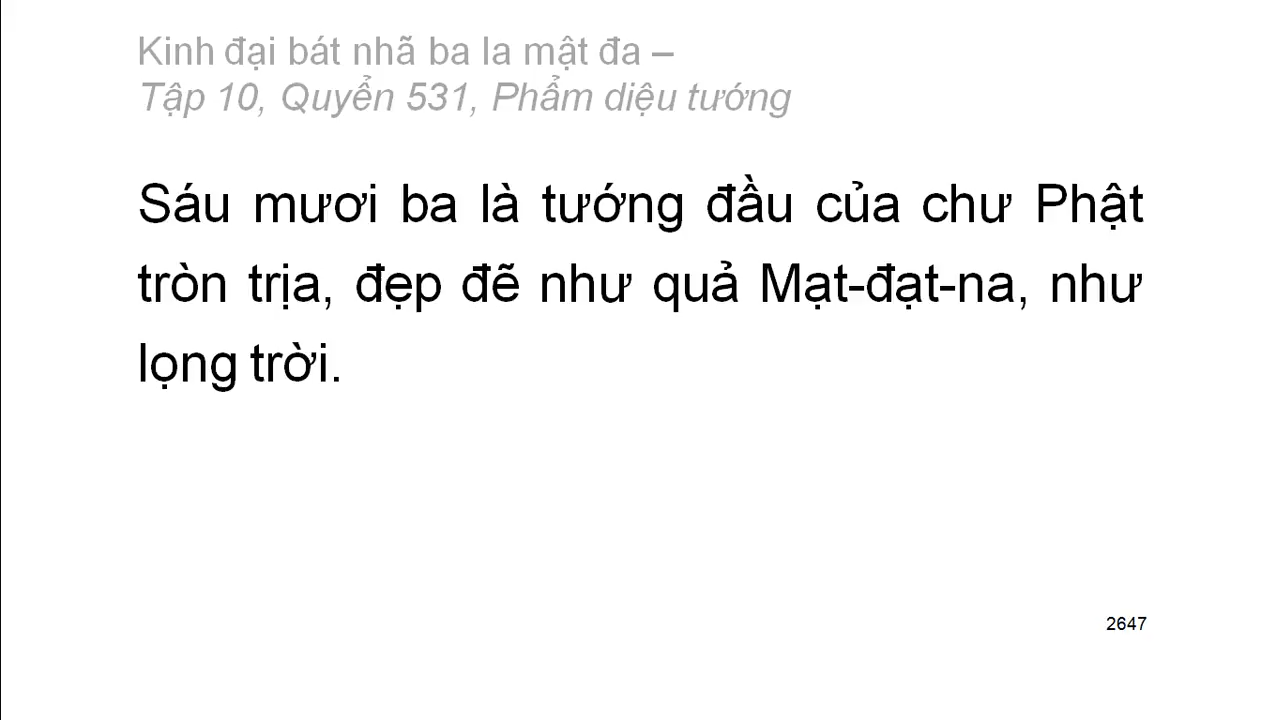 Kinh đại bát nhã ba la mật đa –
Tập 10, Quyển 531, Phẩm diệu tướng
Sáu mươi ba là tướng đầu của chư Phật
tròn trịa, đẹp đẽ như quả Mạt-đạt-na, như
lọng trời.
2647